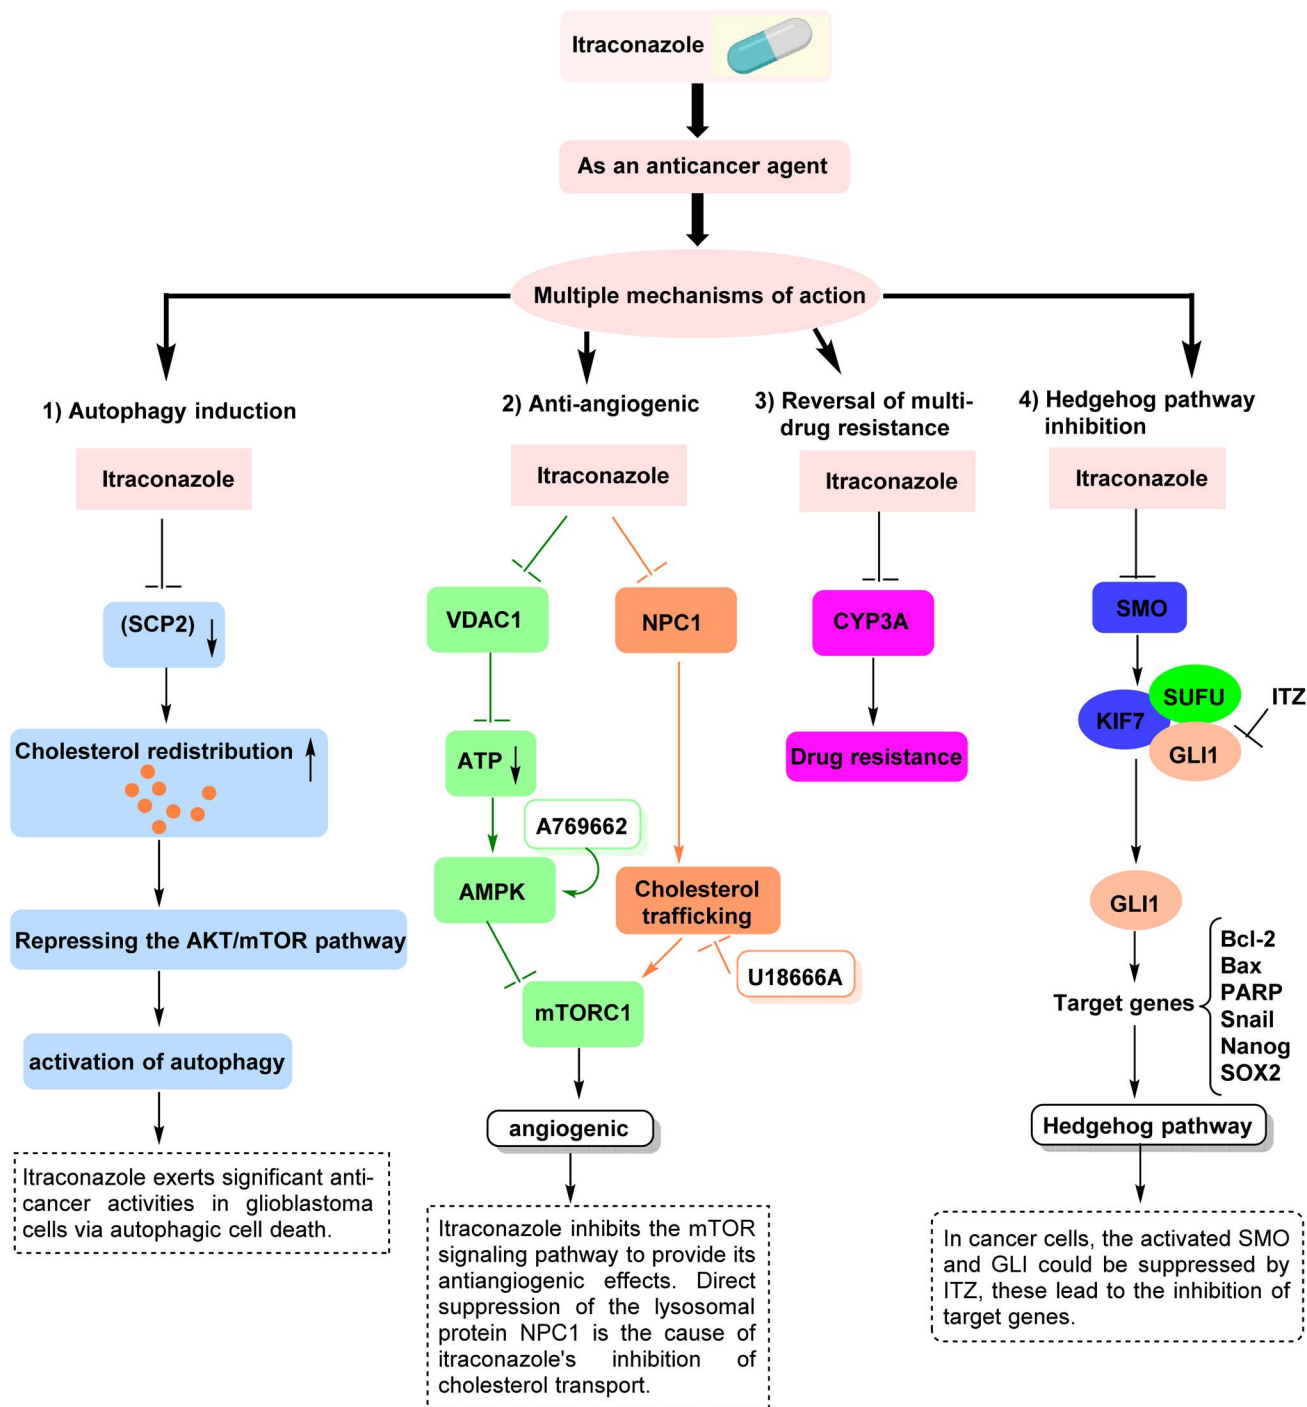 Itraconazole
As an anticancer agent
Multiple mechanisms of action
1) Autophagy induction
Itraconazole
(SCP2)
Cholesterol redistribution
Repressing the AKT/mTOR pathway
activation of autophagy
Itraconazole exerts significant anti-
cancer activities in glioblastoma
cells via autophagic cell death.
2) Anti-angiogenic
Itraconazole
VDAC1
NPC1
ATP
A769662
AMPK
Cholesterol
trafficking
U18666A
mTORC1
angiogenic
Itraconazole inhibits the mTOR
signaling pathway to provide its
antiangiogenic effects. Direct
suppression of the lysosomal
protein NPC1 is the cause of
itraconazole's inhibition of
cholesterol transport.
3) Reversal of multi-
drug resistance
Itraconazole
CYP3A
Drug resistance
4) Hedgehog pathway
inhibition
Itraconazole
SMO
SUFU
ITZ
KIF7
GLI1
GLI1
Target genes
Bcl-2
Bax
PARP
Snail
Nanog
SOX2
Hedgehog pathway
In cancer cells, the activated SMO
and GLI could be suppressed by
ITZ, these lead to the inhibition of
target genes.